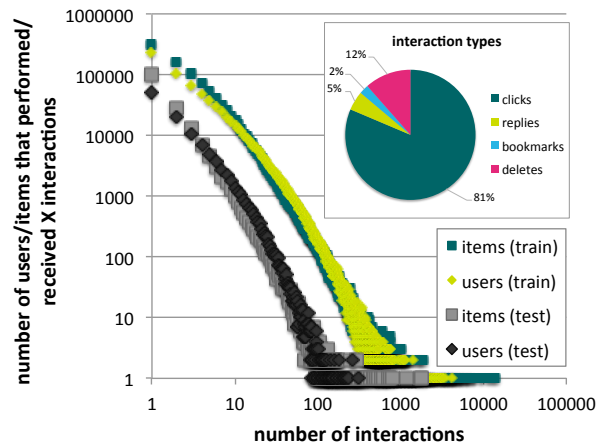 number of users/items that performed/
received X interactions
1000000
100000
10000
1000
100
10
1
1
10
100
1000
10000
100000
number of interactions
interaction types
12%
2%
5%
81%
clicks
replies
bookmarks
deletes
items (train)
users (train)
items (test)
users (test)